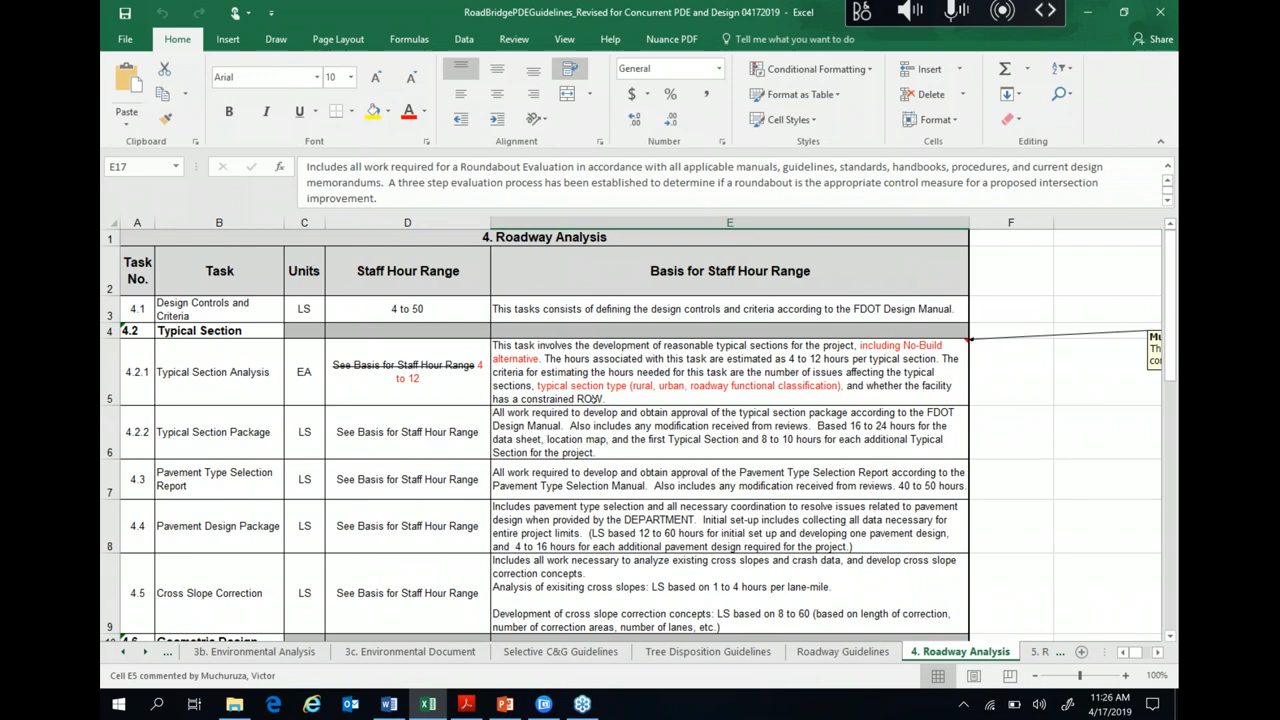 RoadBridgePDEGuidelines_Revised for Concurrent PDE and Design 04172019 - Excel
File Home Insert Draw Page Layout Formulas Data Review View Help Nuance PDF Tell me what you want to do Share
Arial 10 General Conditional Formatting Insert
Paste B I U $ % , Format as Table Delete
Cell Styles Format
Clipboard Font Alignment Number Styles Cells Editing
E17 fx Includes all work required for a Roundabout Evaluation in accordance with all applicable manuals, guidelines, standards, handbooks, procedures, and current design
memorandums. A three step evaluation process has been established to determine if a roundabout is the appropriate control measure for a proposed intersection
improvement.
A B C D E F
1 4. Roadway Analysis
2 Task No. Task Units Staff Hour Range Basis for Staff Hour Range
3 4.1 Design Controls and Criteria LS 4 to 50 This tasks consists of defining the design controls and criteria according to the FDOT Design Manual.
4 4.2 Typical Section
5 4.2.1 Typical Section Analysis EA See Basis for Staff Hour Range 4 to 12
This task involves the development of reasonable typical sections for the project, including No-Build
alternative. The hours associated with this task are estimated as 4 to 12 hours per typical section. The
criteria for estimating the hours needed for this task are the number of issues affecting the typical
sections, typical section type (rural, urban, roadway functional classification), and whether the facility
has a constrained ROW.
Mu
Th
co
6 4.2.2 Typical Section Package LS See Basis for Staff Hour Range
All work required to develop and obtain approval of the typical section package according to the FDOT
Design Manual. Also includes any modification received from reviews. Based 16 to 24 hours for the
data sheet, location map, and the first Typical Section and 8 to 10 hours for each additional Typical
Section for the project.
7 4.3 Pavement Type Selection Report LS See Basis for Staff Hour Range
All work required to develop and obtain approval of the Pavement Type Selection Report according to the
Pavement Type Selection Manual. Also includes any modification received from reviews. 40 to 50 hours.
8 4.4 Pavement Design Package LS See Basis for Staff Hour Range
Includes pavement type selection and all necessary coordination to resolve issues related to pavement
design when provided by the DEPARTMENT. Initial set-up includes collecting all data necessary for
entire project limits. (LS based 12 to 60 hours for initial set up and developing one pavement design,
and 4 to 16 hours for each additional pavement design required for the project.)
9 4.5 Cross Slope Correction LS See Basis for Staff Hour Range
Includes all work necessary to analyze existing cross slopes and crash data, and develop cross slope
correction concepts.
Analysis of exisiting cross slopes: LS based on 1 to 4 hours per lane-mile.
Development of cross slope correction concepts: LS based on 8 to 60 (based on length of correction,
number of correction areas, number of lanes, etc.)
4.6 Geometric Design
... 3b. Environmental Analysis 3c. Environmental Document Selective C&G Guidelines Tree Disposition Guidelines Roadway Guidelines 4. Roadway Analysis 5. R ...
Cell E5 commented by Muchuruza, Victor 100%
11:26 AM
4/17/2019